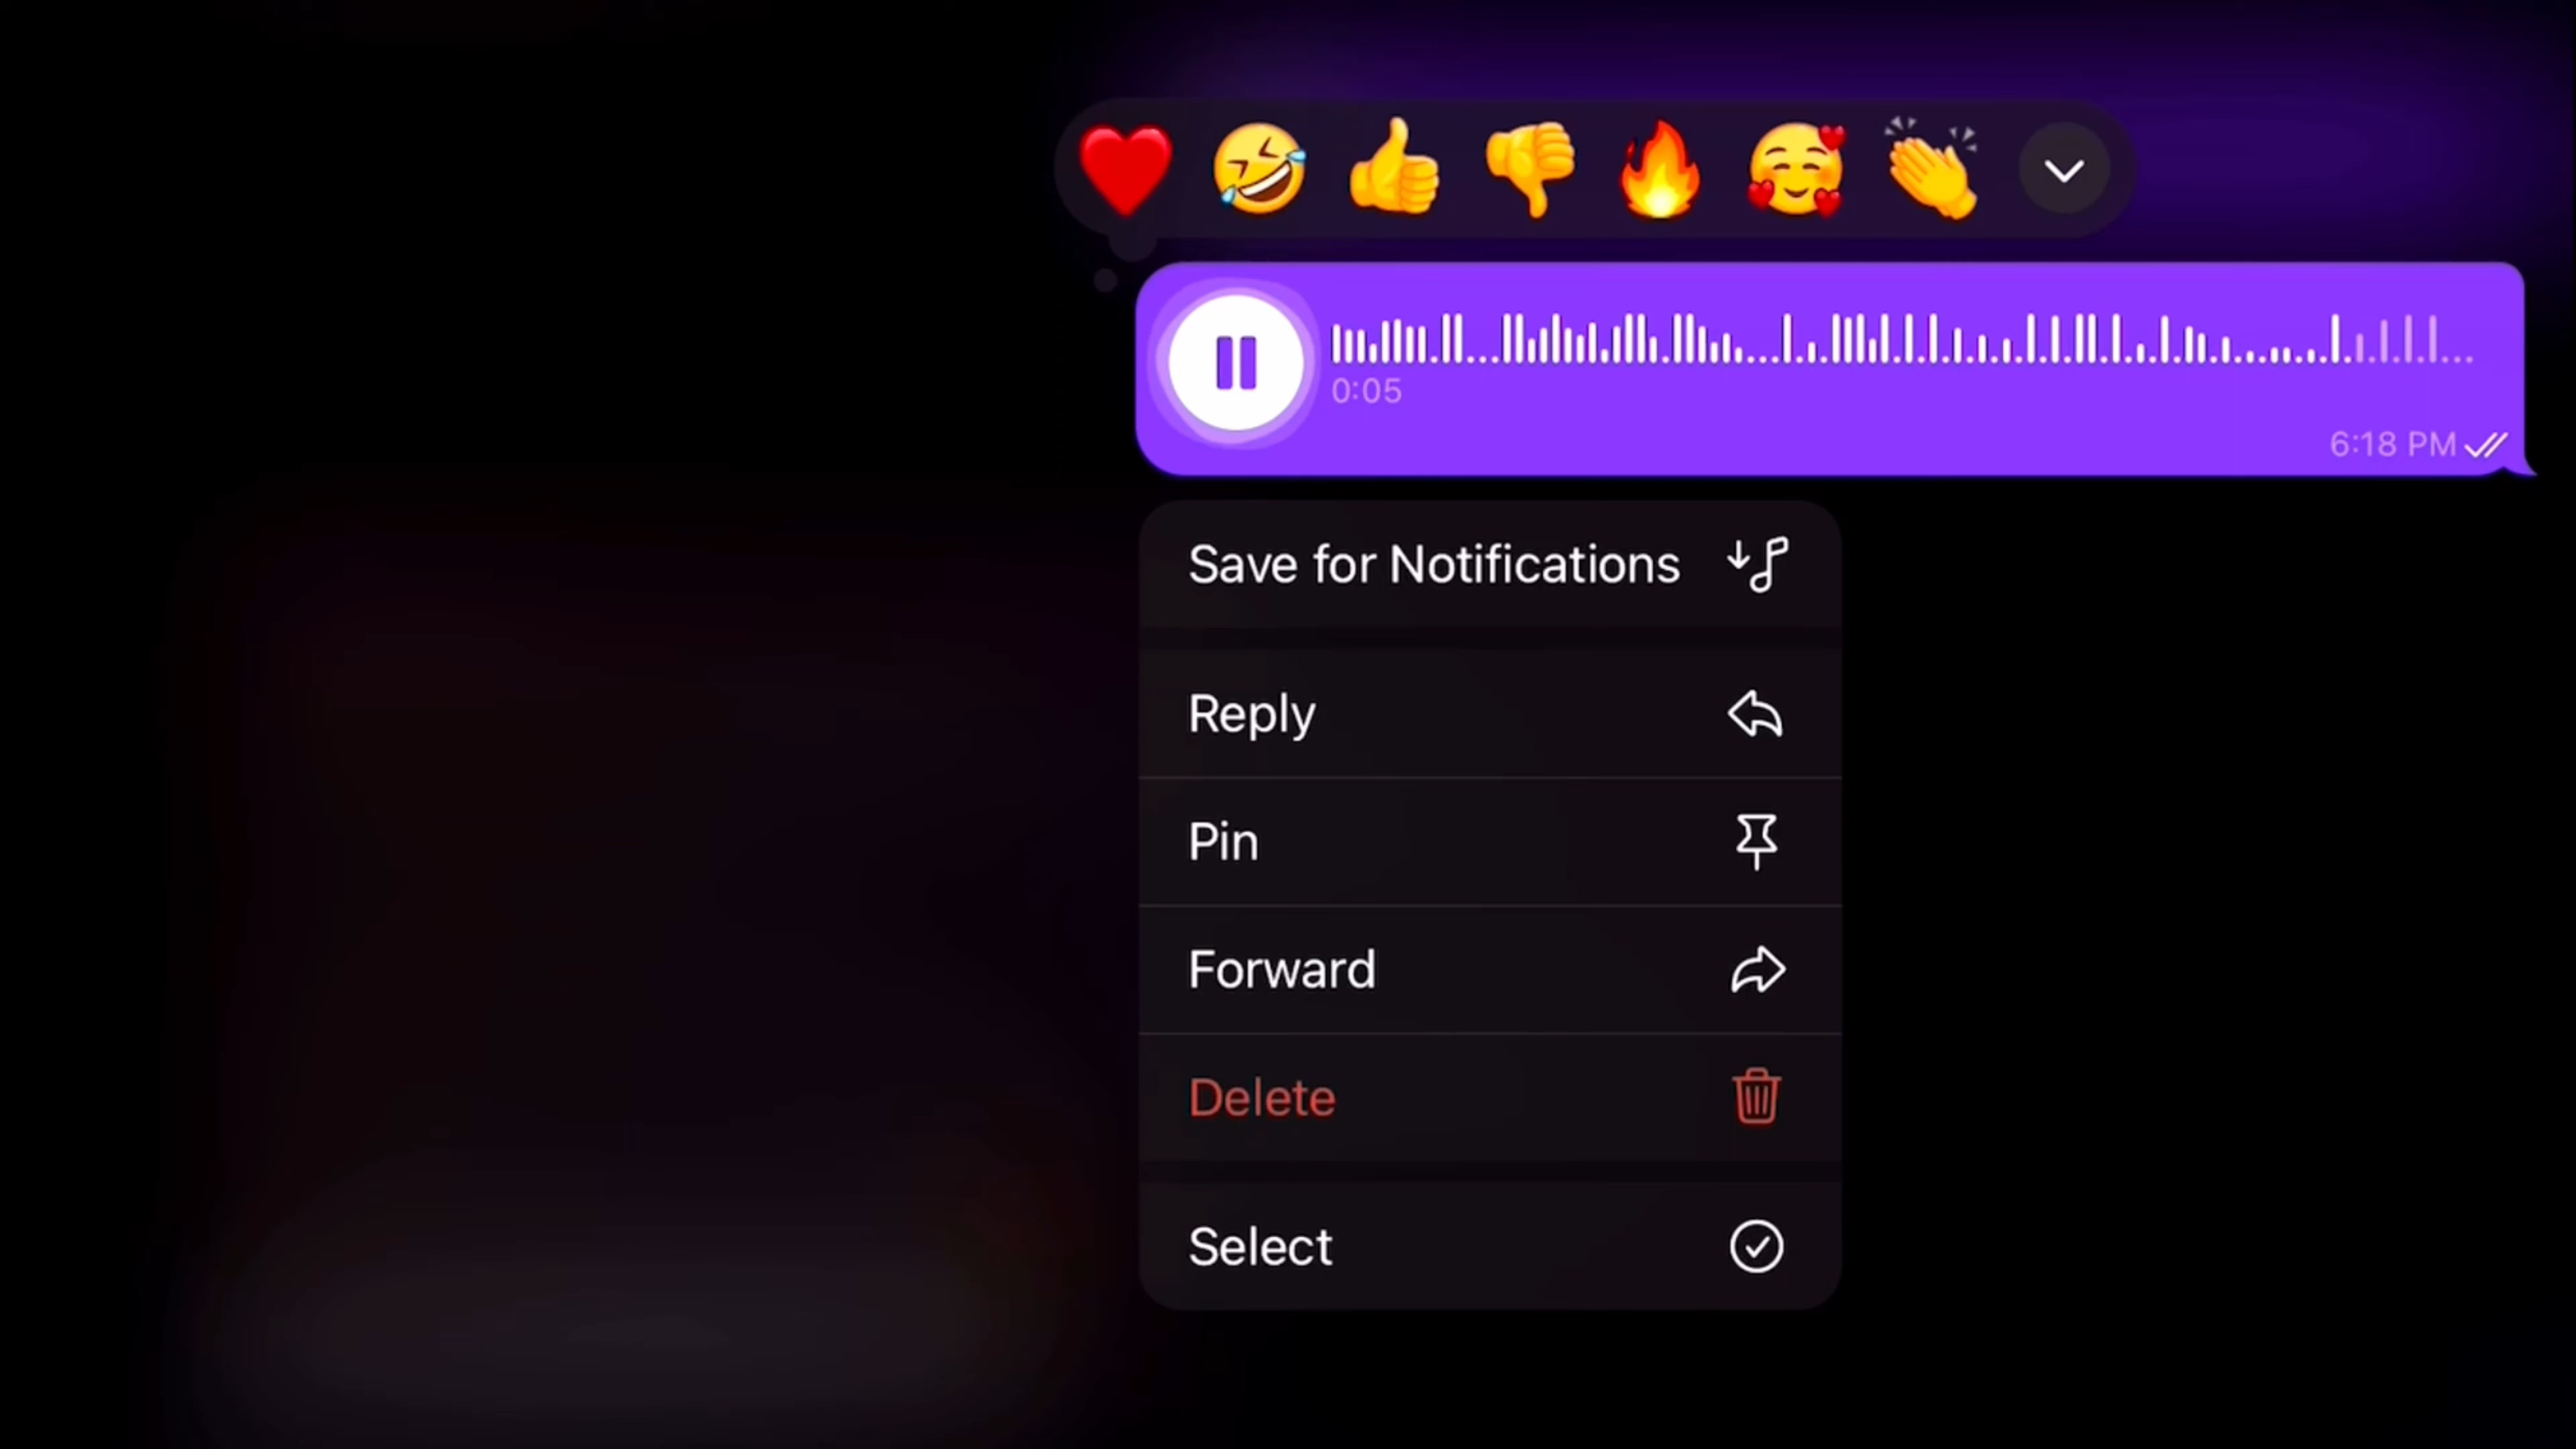 0:05
6:18 PM
Save for Notifications
Reply
Pin
Forward
Delete
Select